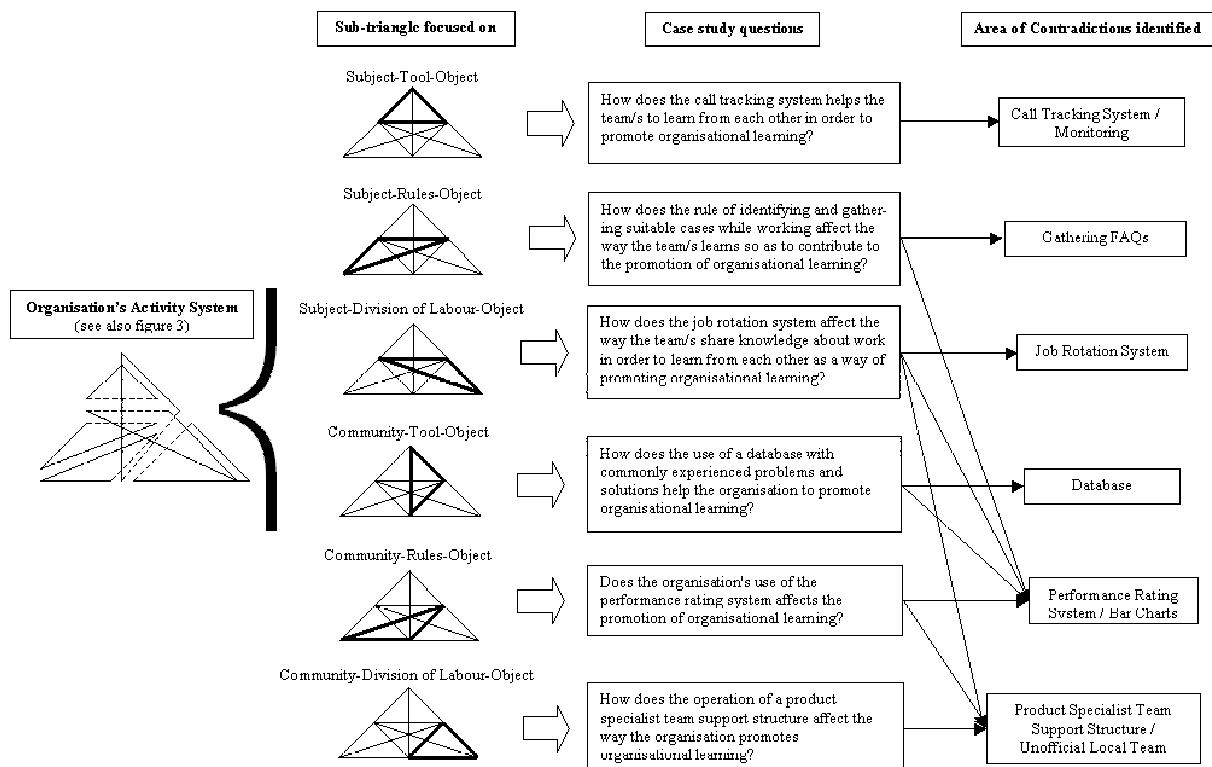 Sub-triangle focused on
Case study questions
Area of Contradictions identified
Subject-Tool-Object
How does the call tracking system helps the
team/s to learn from each other in order to
promote organisational learning?
Call Tracking System /
Monitoring
Subject-Rules-Object
How does the rule of identifying and gather-
ing suitable cases while working affect the
way the team/s learns so as to contribute to
the promotion of organisational learning?
Gathering FAQs
Organisation's Activity System
(see also figure 3)
Subject-Division of Labour-Object
How does the job rotation system affect the
way the team/s share knowledge about work
in order to learn from each other as a way of
promoting organisational learning?
Job Rotation System
Community-Tool-Object
How does the use of a database with
commonly experienced problems and
solutions help the organisation to promote
organisational learning?
Database
Community-Rules-Object
Does the organisation's use of the
performance rating system affects the
promotion of organisational learning?
Performance Rating
System / Bar Charts
Community-Division of Labour-Object
How does the operation of a product
specialist team support structure affect the
way the organisation promotes
organisational learning?
Product Specialist Team
Support Structure /
Unofficial Local Team